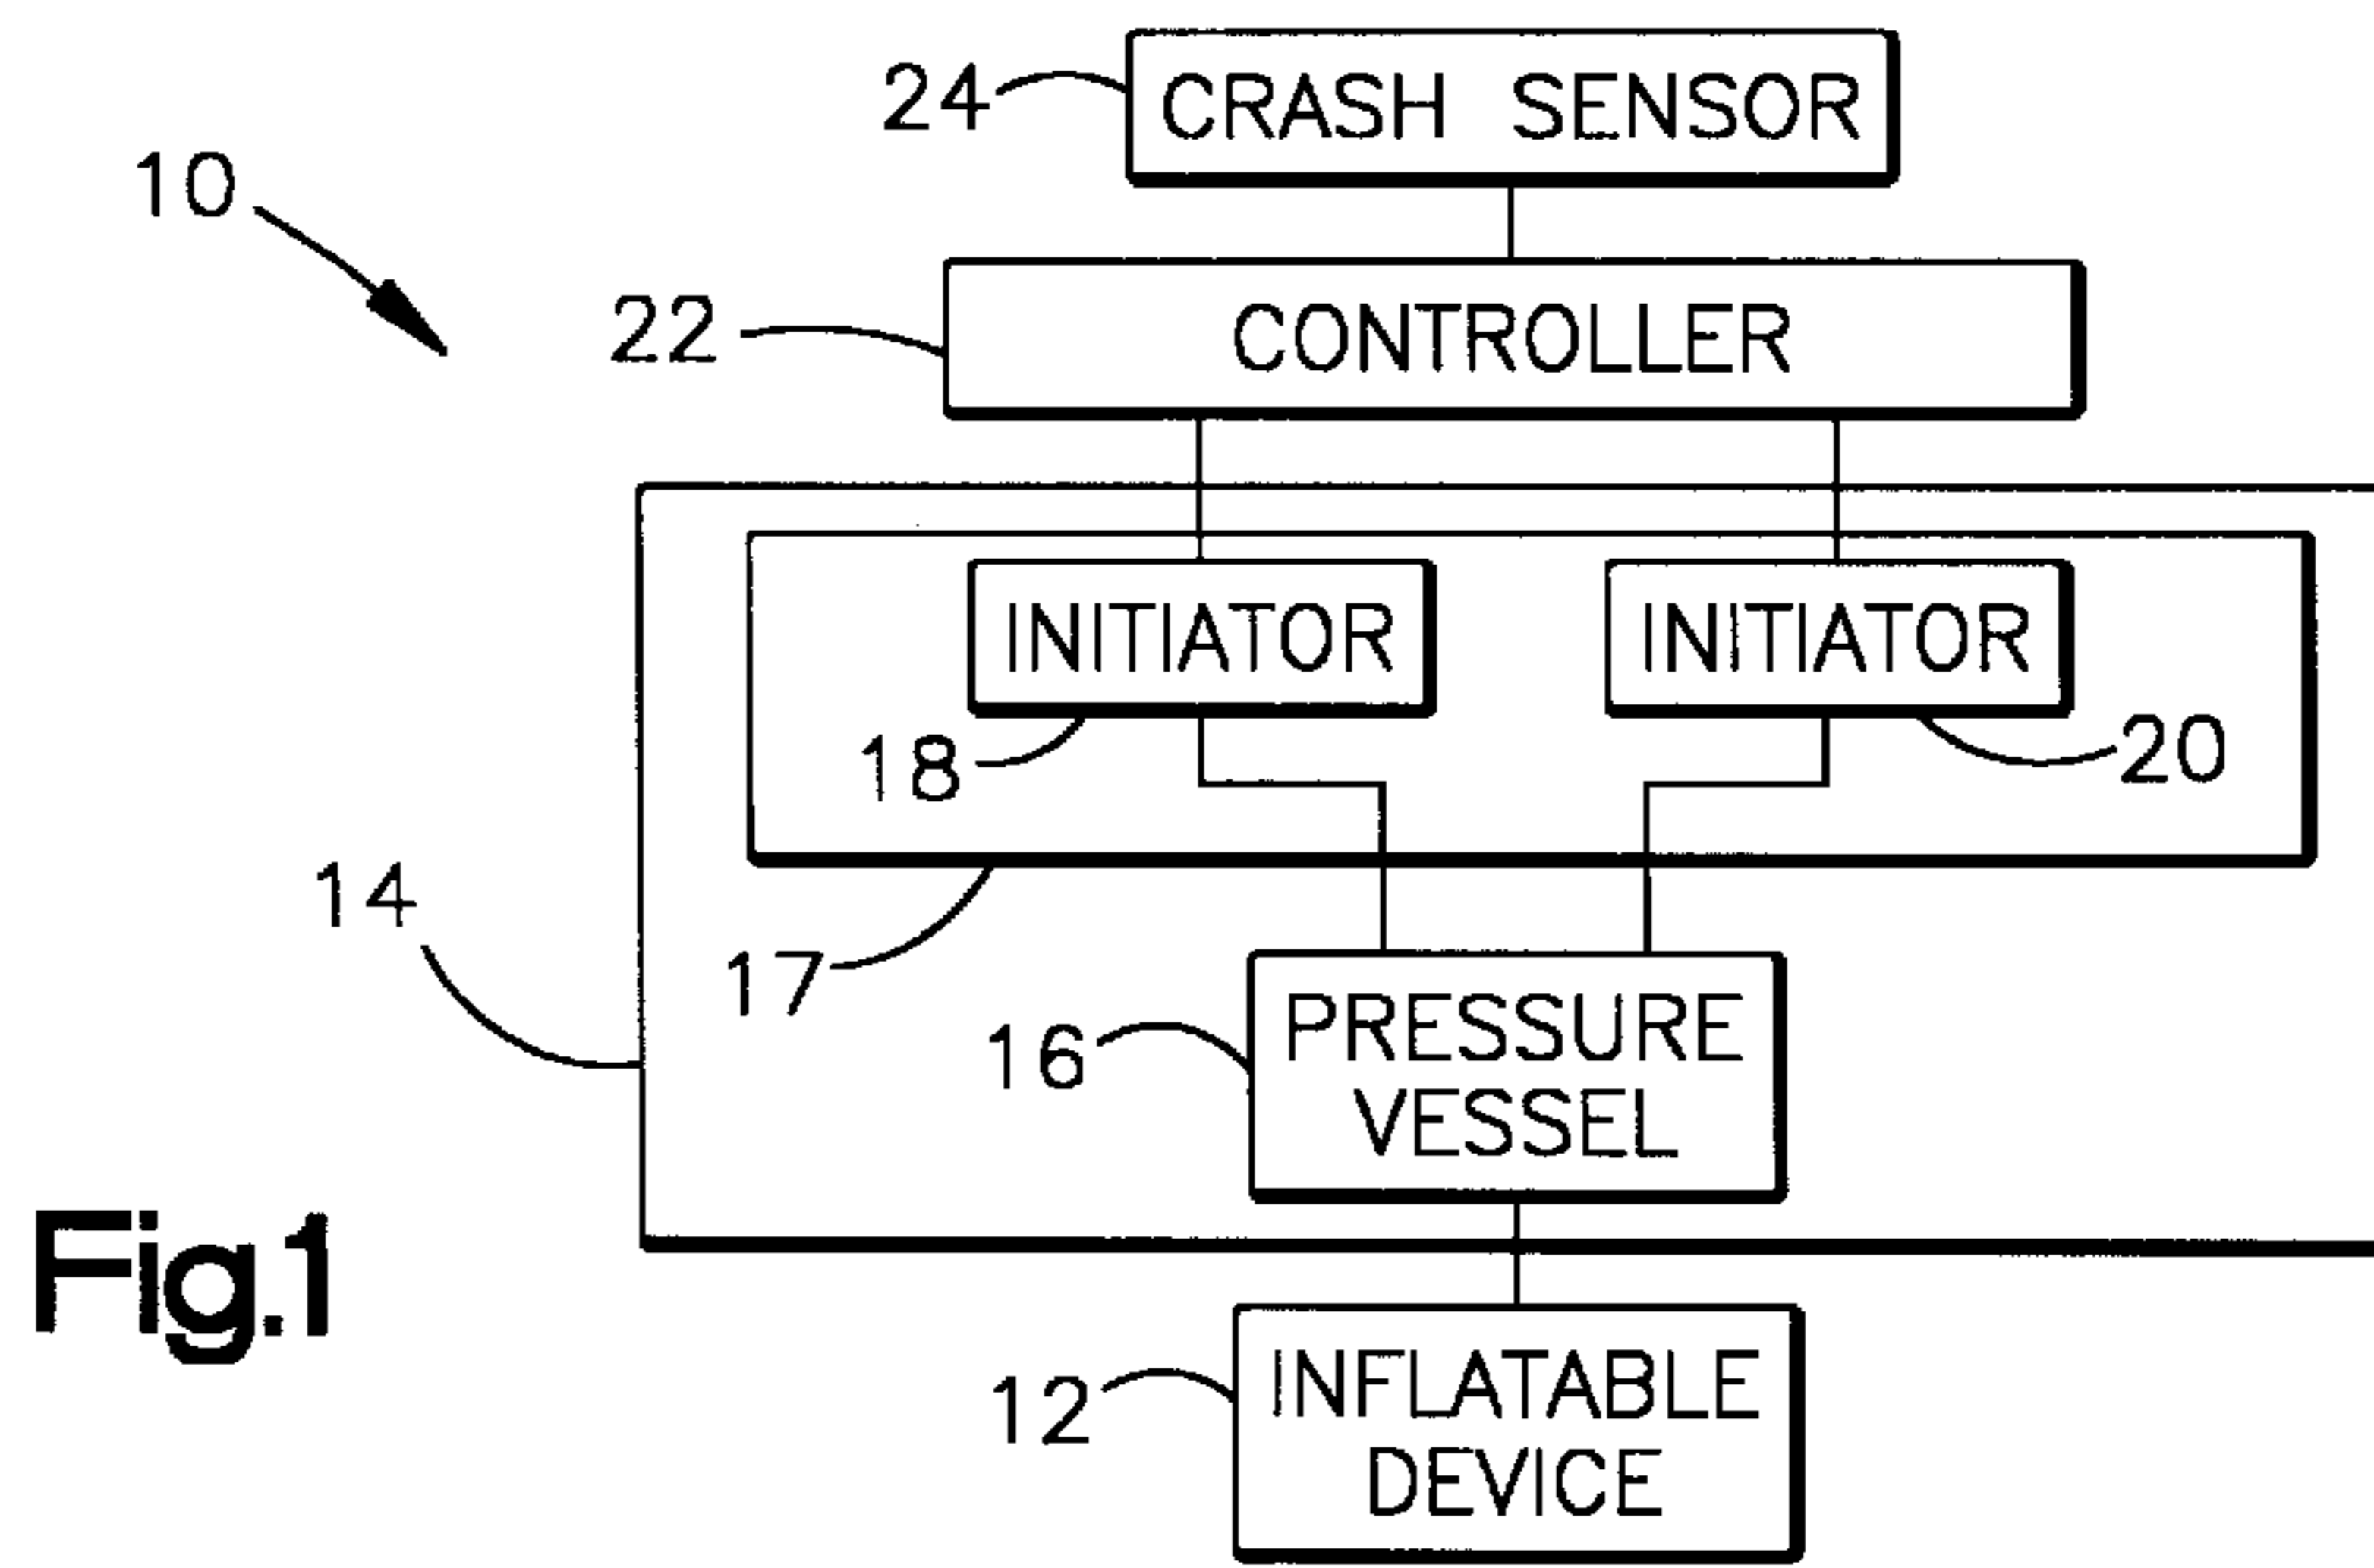 24 CRASH SENSOR
10
22 CONTROLLER
INITIATOR INITIATOR
18 20
14
17
16 PRESSURE
VESSEL
Fig.1
12 INFLATABLE
DEVICE